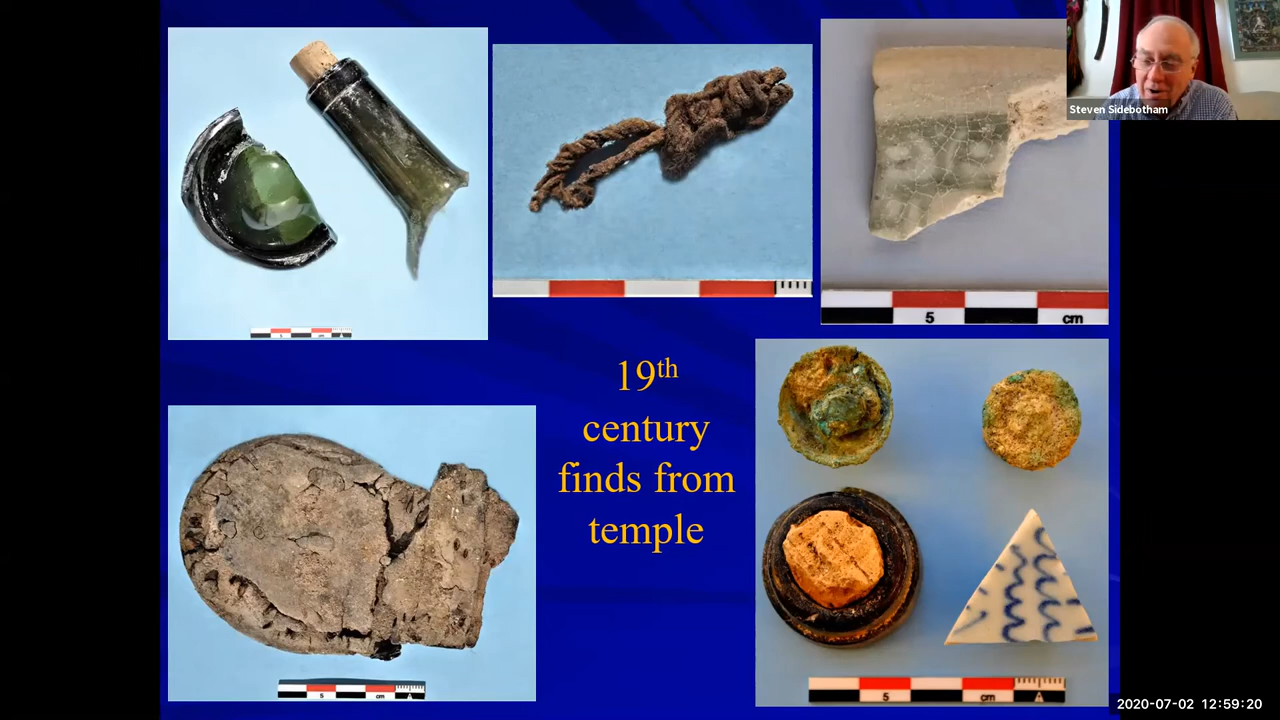 Steven Sidebotham
5 cm
19th
century
finds from
temple
5 cm A
5 cm A
2020-07-02 12:59:20